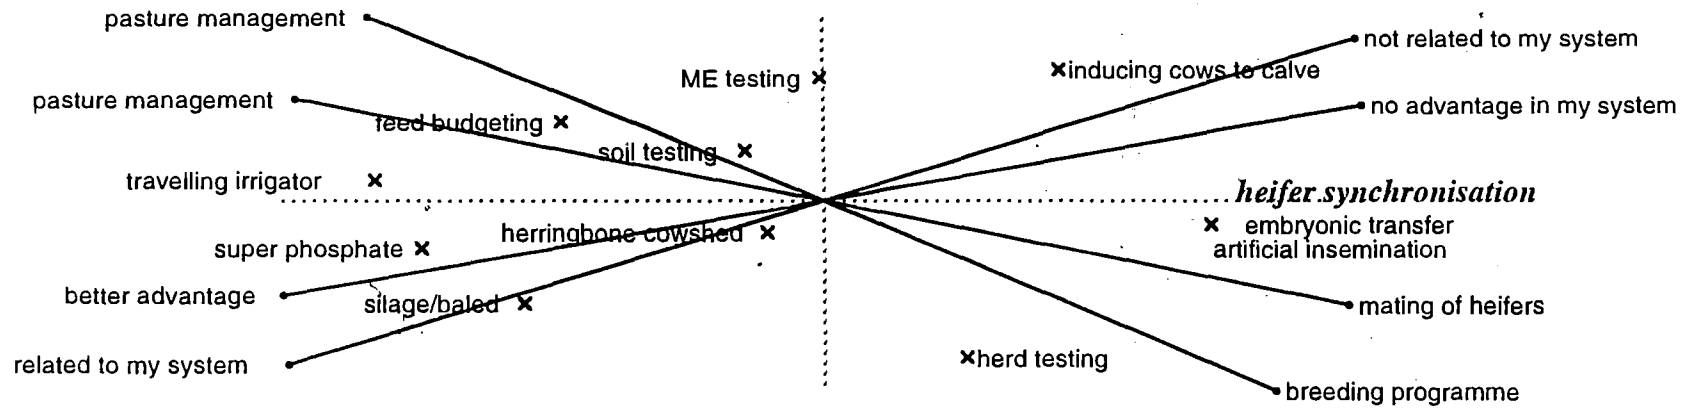 pasture management
not related to my system
ME testing
inducing cows to calve
pasture management
no advantage in my system
feed budgeting
soil testing
travelling irrigator
heifer synchronisation
embryonic transfer
herringbone cowshed
super phosphate
artificial insemination
better advantage
silage/baled
mating of heifers
related to my system
herd testing
breeding programme